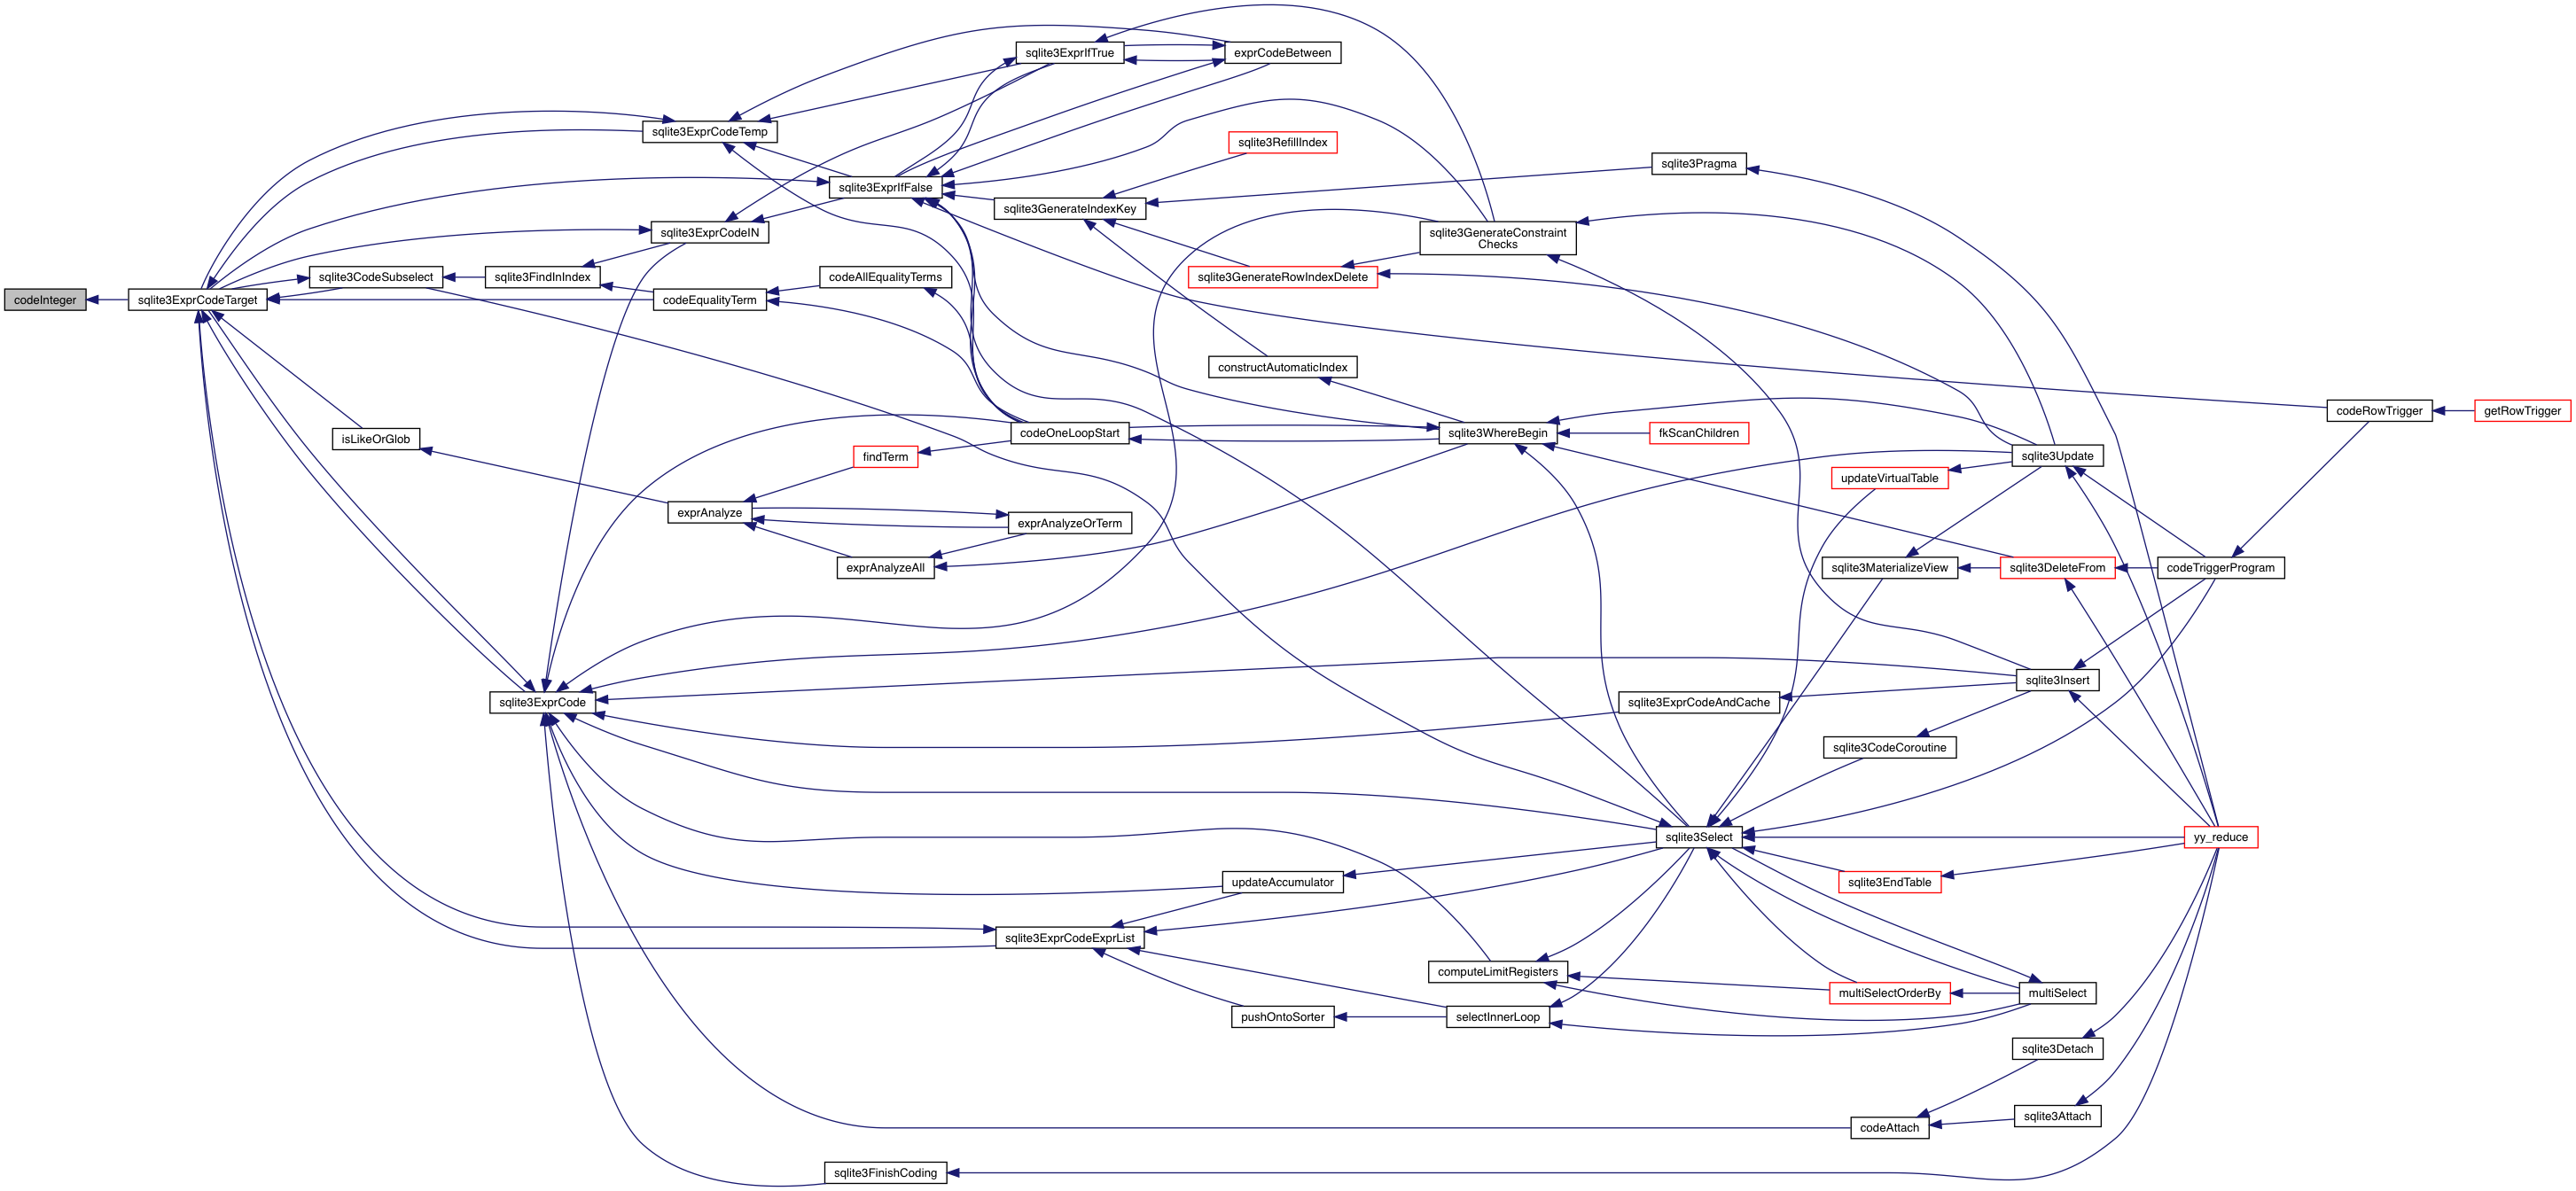 sqlite3ExprIfTrue
exprCodeBetween
sqlite3ExprCodeTemp
sqlite3RefillIndex
sqlite3Pragma
sqlite3ExprIfFalse
sqlite3GenerateIndexKey
sqlite3ExprCodeIN
sqlite3GenerateConstraint
Checks
sqlite3CodeSubselect
sqlite3FindInIndex
codeAllEqualityTerms
sqlite3GenerateRowIndexDelete
codeInteger
sqlite3ExprCodeTarget
codeEqualityTerm
constructAutomaticIndex
codeRowTrigger
getRowTrigger
isLikeOrGlob
codeOneLoopStart
sqlite3WhereBegin
fkScanChildren
findTerm
sqlite3Update
updateVirtualTable
exprAnalyze
exprAnalyzeOrTerm
exprAnalyzeAll
sqlite3MaterializeView
sqlite3DeleteFrom
codeTriggerProgram
sqlite3Insert
sqlite3ExprCode
sqlite3ExprCodeAndCache
sqlite3CodeCoroutine
sqlite3Select
yy_reduce
updateAccumulator
sqlite3EndTable
sqlite3ExprCodeExprList
computeLimitRegisters
multiSelectOrderBy
multiSelect
pushOntoSorter
selectInnerLoop
sqlite3Detach
sqlite3Attach
codeAttach
sqlite3FinishCoding